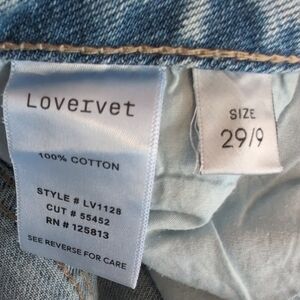 Lovervet
100% COTTON
STYLE # LV1128
CUT # 55452
RN # 125813
SEE REVERSE FOR CARE
SIZE
29/9